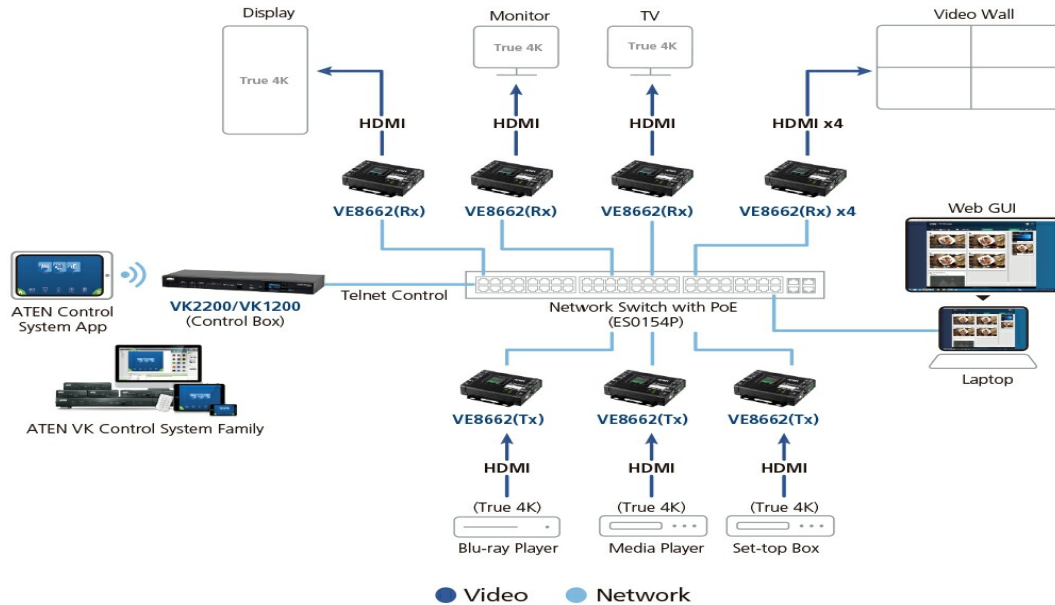 Display
Monitor
TV
Video Wall
True 4K
True 4K
True 4K
HDMI
HDMI
HDMI
HDMI x4
VE8662(Rx)
VE8662(Rx)
VE8662(Rx)
VE8662(Rx) x4
Web GUI
ATEN Control
System App
VK2200/VK1200
(Control Box)
Telnet Control
Network Switch with PoE
(ES0154P)
Laptop
ATEN VK Control System Family
VE8662(Tx)
VE8662(Tx)
VE8662(Tx)
HDMI
HDMI
HDMI
(True 4K)
(True 4K)
(True 4K)
Blu-ray Player
Media Player
Set-top Box
Video
Network